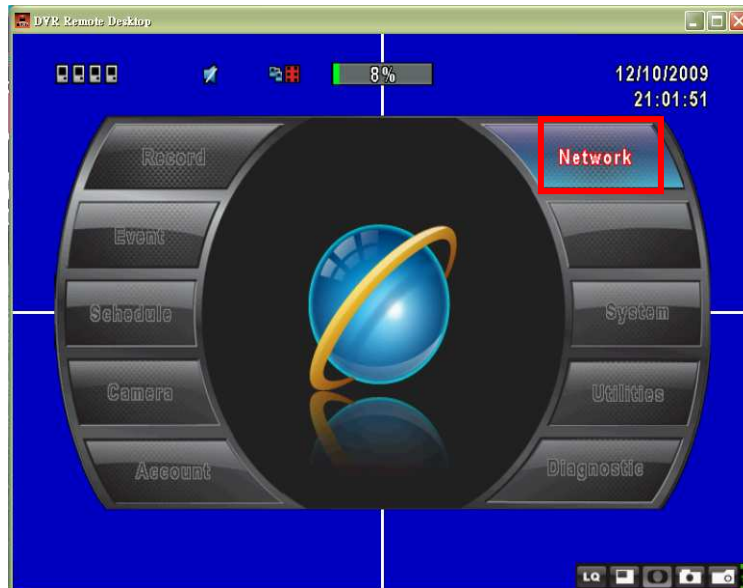 DVR Remote Desktop
8%
12/10/2009
21:01:51
Record
Network
Event
Schedule
System
Camera
Utilities
Account
Diagnostic
LQ